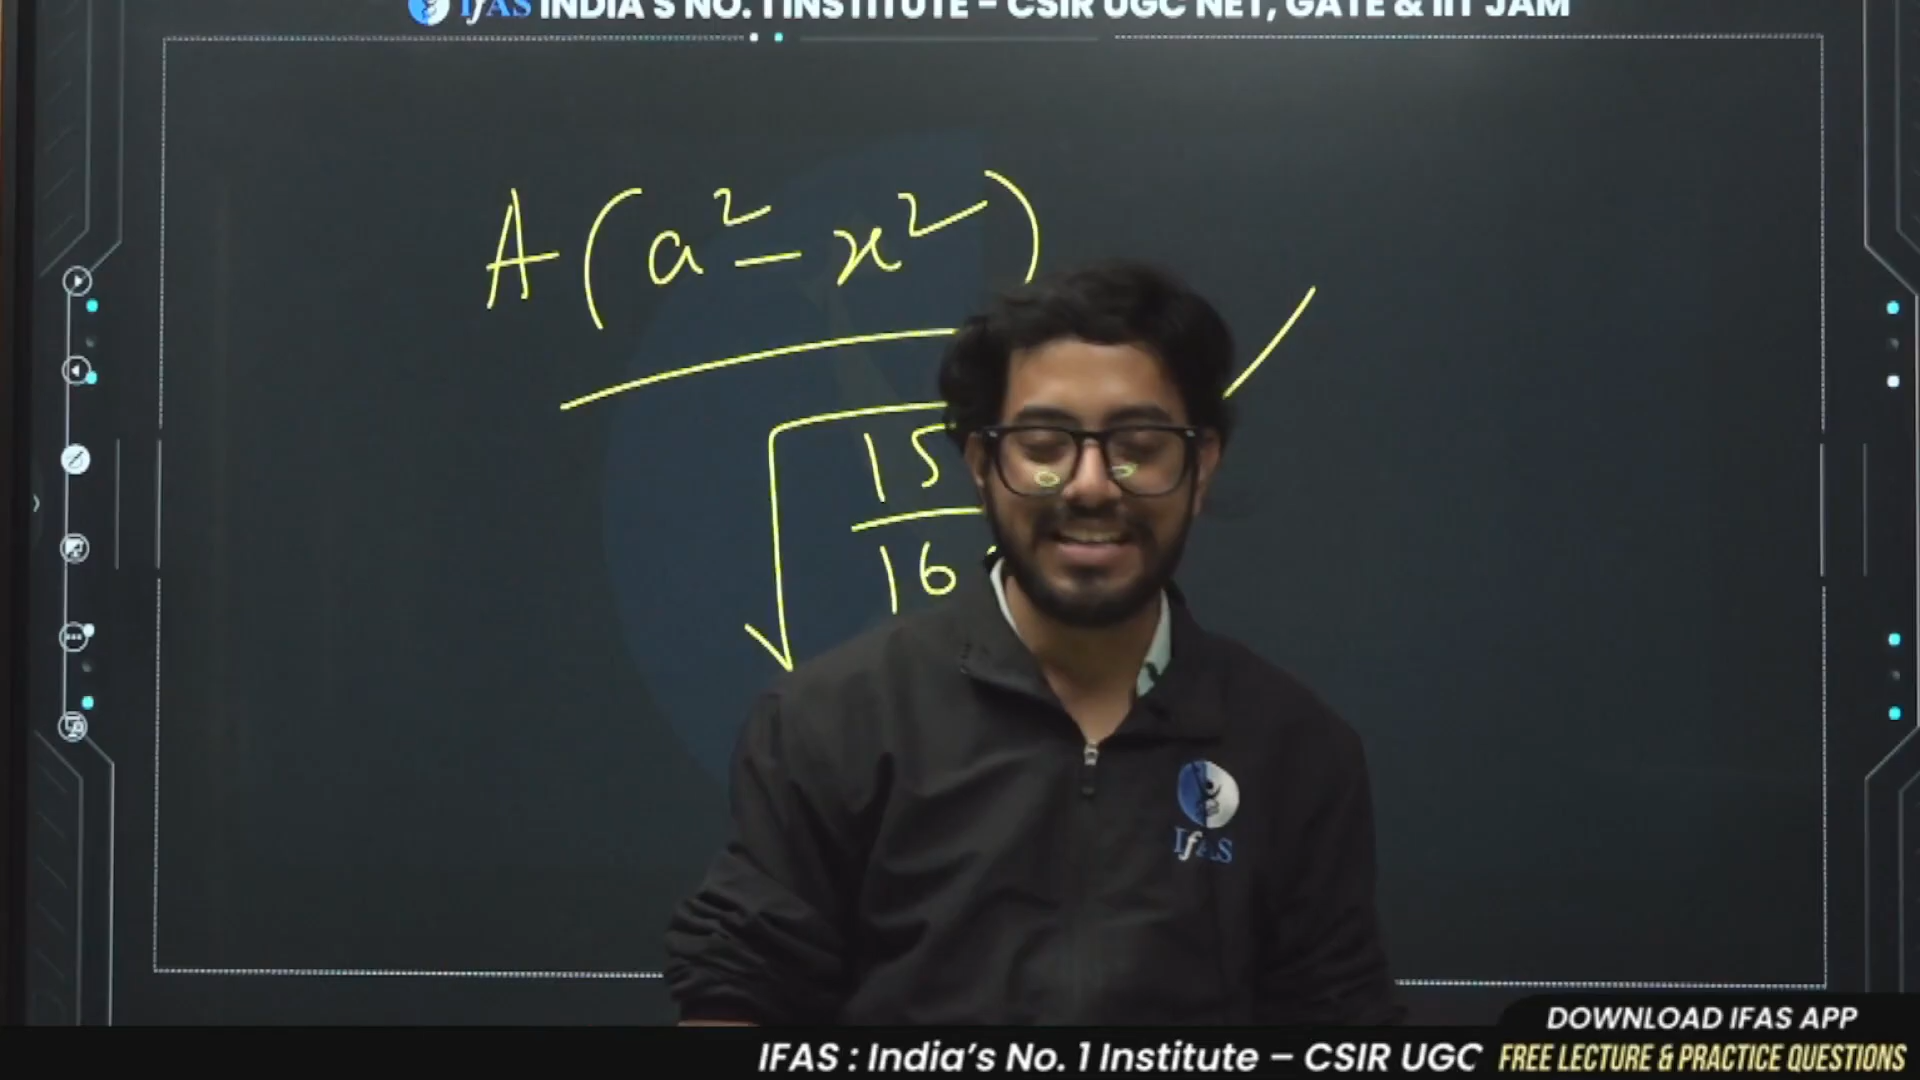 IfAS INDIA'S NO. 1 INSTITUTE - CSIR UGC NET, GATE & IIT JAM
A(a² - x²)
√15/16
IfAS
DOWNLOAD IFAS APP
IFAS : India's No. 1 Institute – CSIR UGC
FREE LECTURE & PRACTICE QUESTIONS